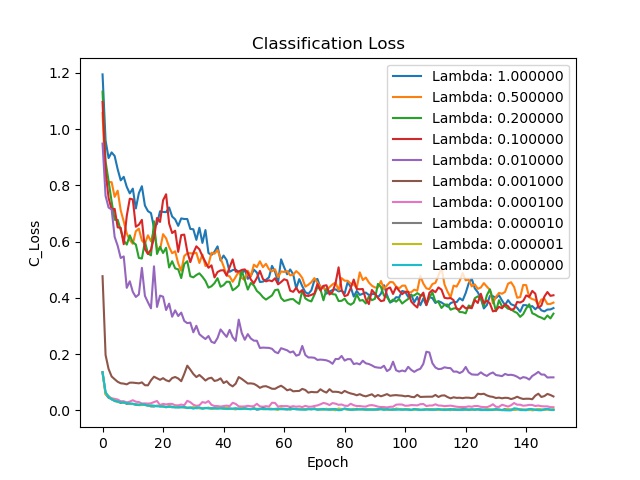 Classification Loss
C_Loss
1.2
1.0
0.8
0.6
0.4
0.2
0.0
Lambda: 1.000000
Lambda: 0.500000
Lambda: 0.200000
Lambda: 0.100000
Lambda: 0.010000
Lambda: 0.001000
Lambda: 0.000100
Lambda: 0.000010
Lambda: 0.000001
Lambda: 0.000000
0 20 40 60 80 100 120 140
Epoch